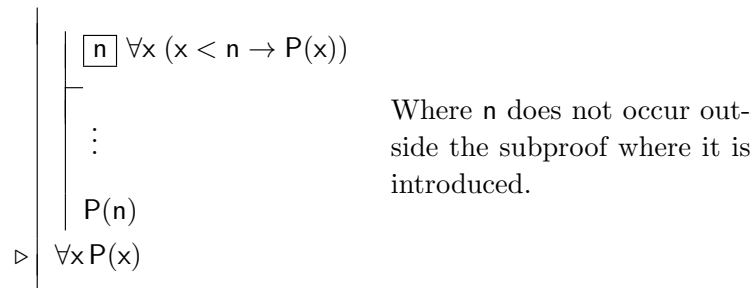 n ∀x (x < n → P(x))
⋮
Where n does not occur out-
side the subproof where it is
introduced.
P(n)
▷ ∀x P(x)